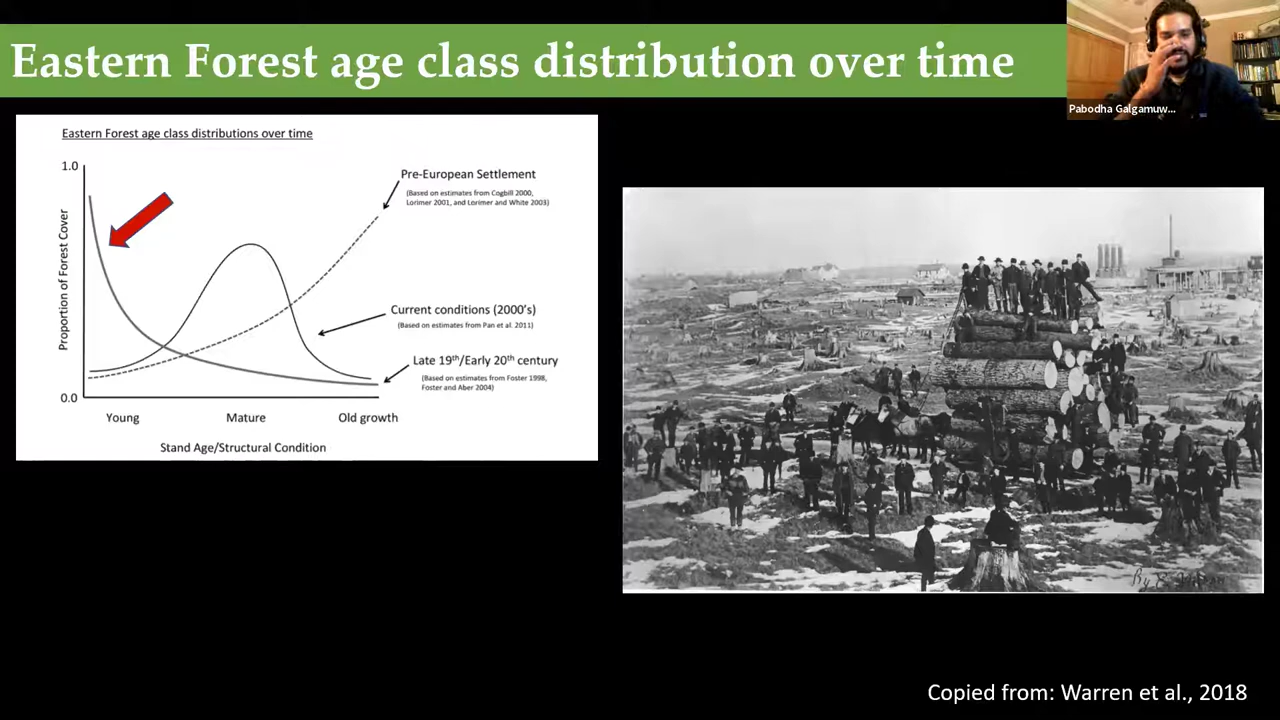 Eastern Forest age class distribution over time
Pabodha Galgamuw...
Eastern Forest age class distributions over time
1.0
Pre-European Settlement
(Based on estimates from Cogbill 2000,
Lorimer 2001, and Lorimer and White 2003)
Proportion of Forest Cover
Current conditions (2000's)
(Based on estimates from Pan et al. 2011)
Late 19th/Early 20th century
(Based on estimates from Foster 1998,
Foster and Aber 2004)
0.0
Young
Mature
Old growth
Stand Age/Structural Condition
Copied from: Warren et al., 2018